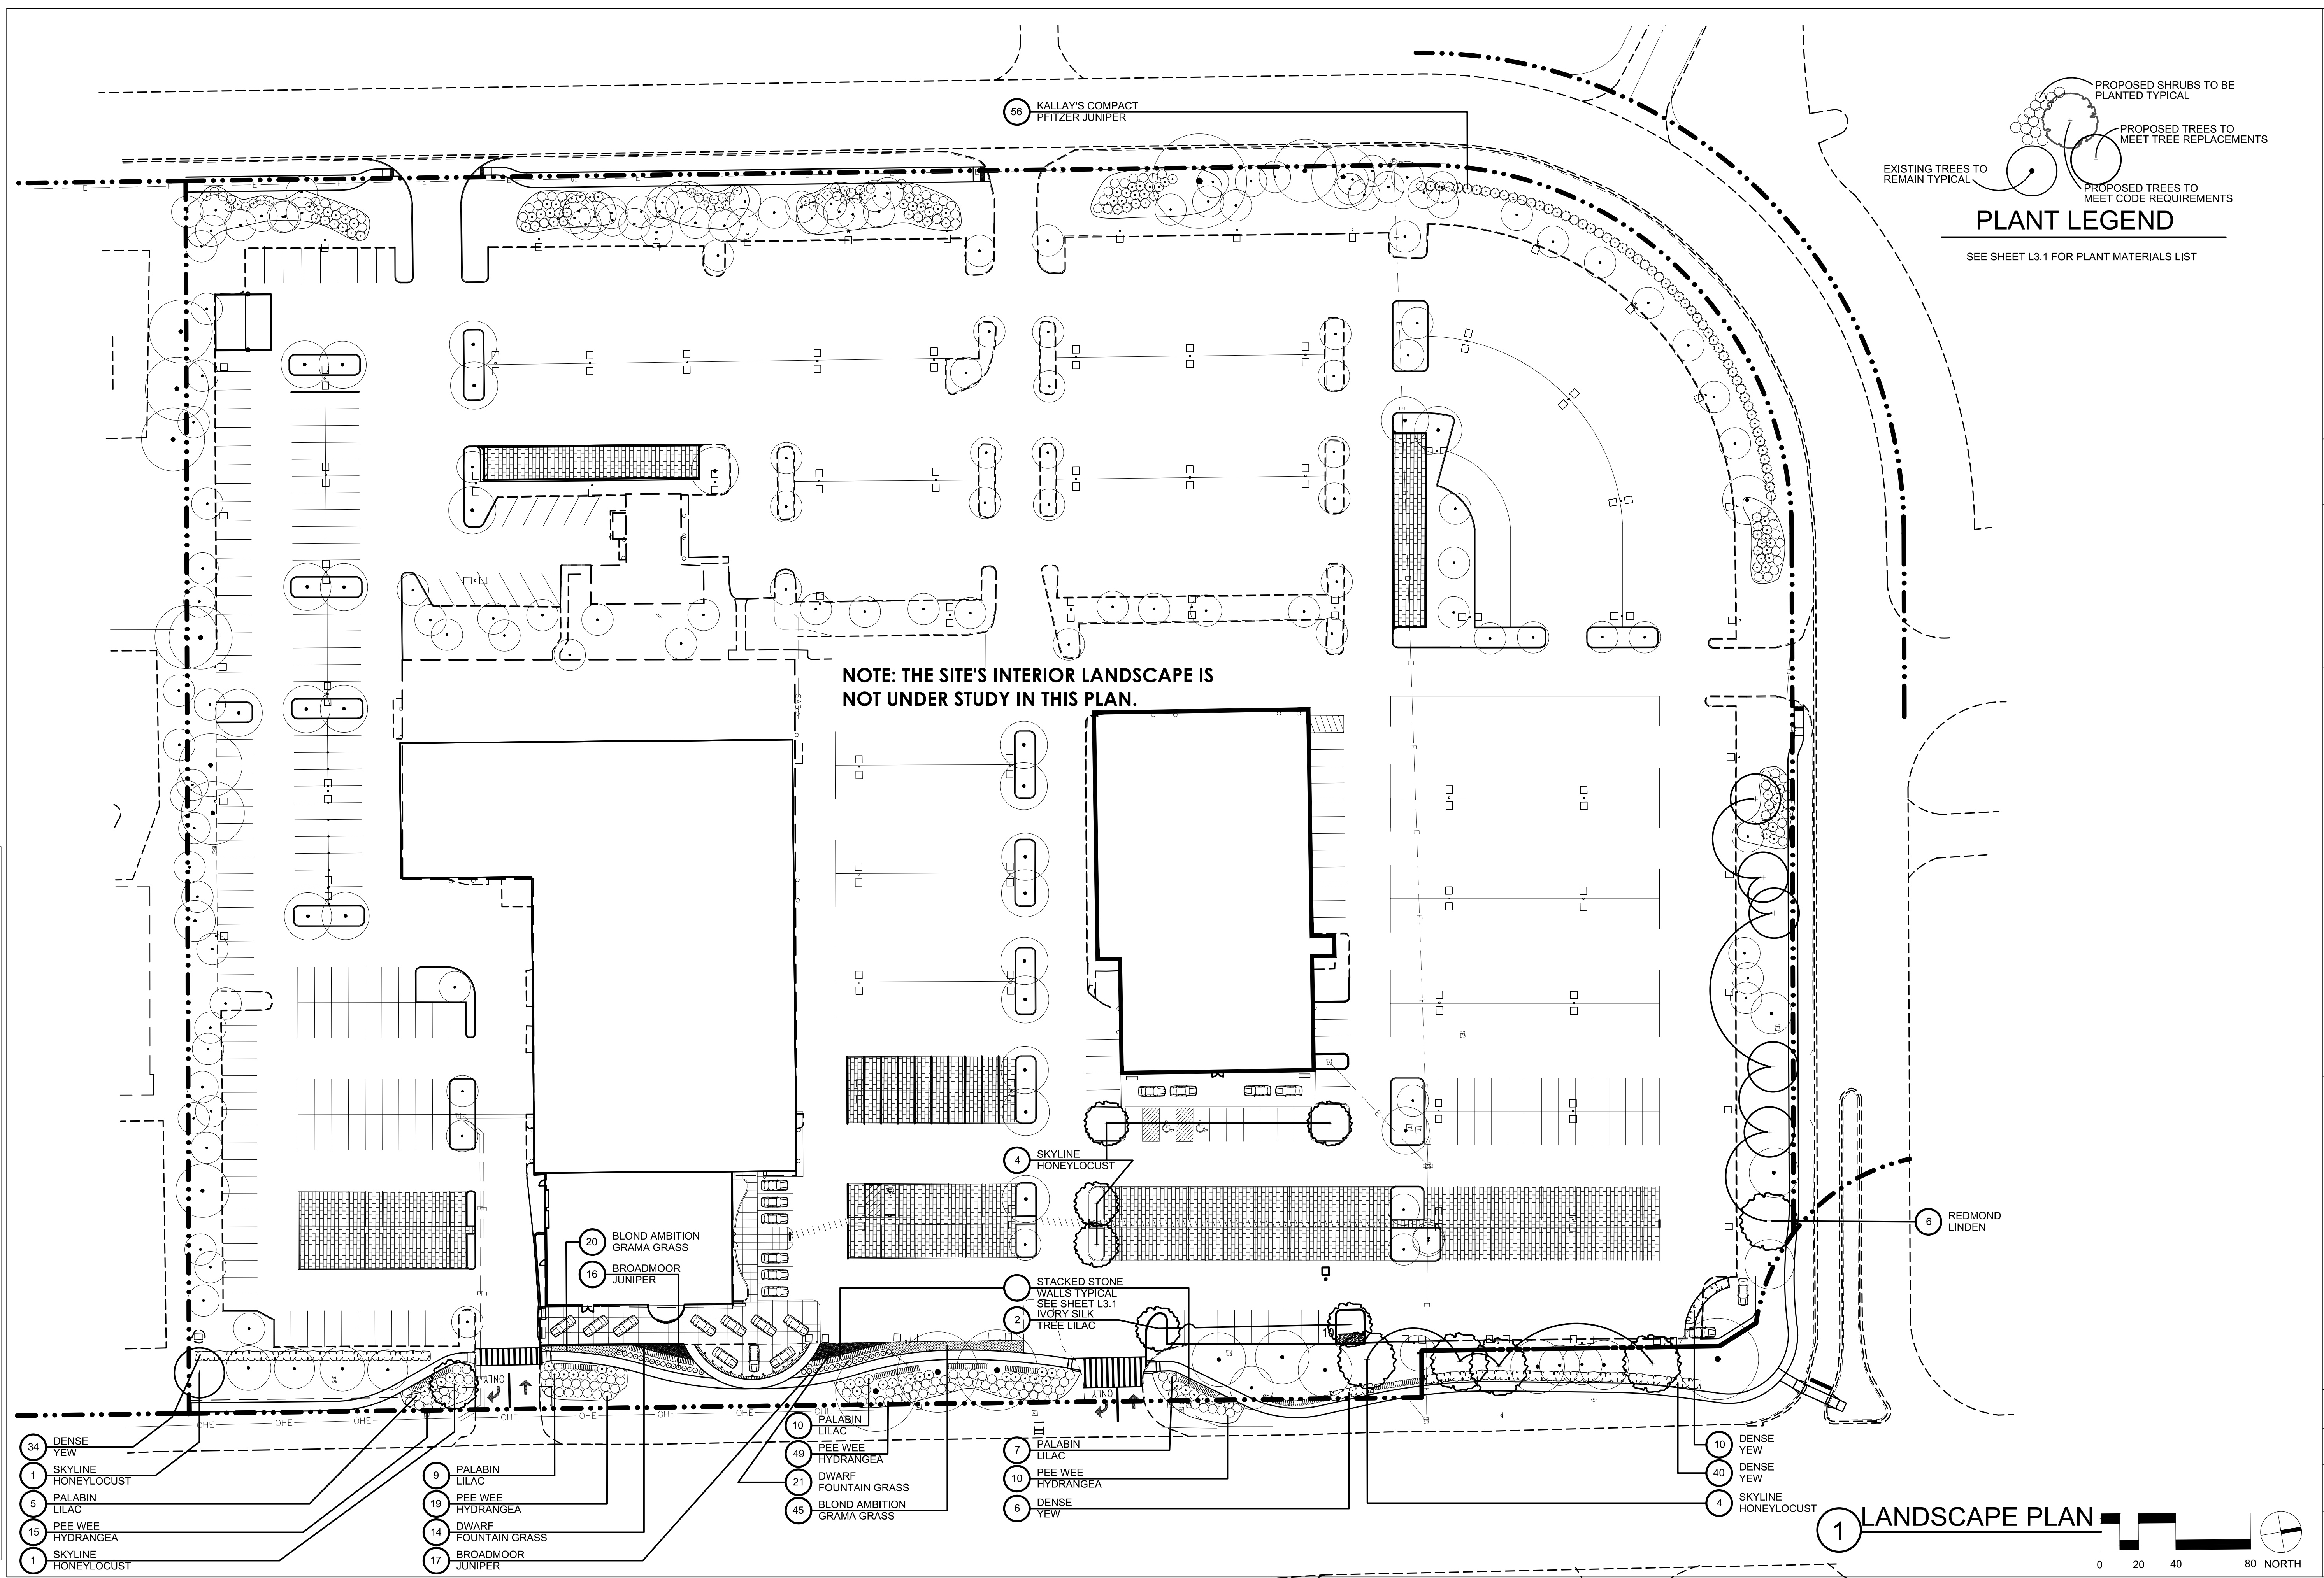 56
KALLAY'S COMPACT
PFITZER JUNIPER
PROPOSED SHRUBS TO BE
PLANTED TYPICAL
PROPOSED TREES TO
MEET TREE REPLACEMENTS
EXISTING TREES TO
REMAIN TYPICAL
PROPOSED TREES TO
MEET CODE REQUIREMENTS
PLANT LEGEND
SEE SHEET L3.1 FOR PLANT MATERIALS LIST
NOTE: THE SITE'S INTERIOR LANDSCAPE IS
NOT UNDER STUDY IN THIS PLAN.
4
SKYLINE
HONEYLOCUST
6
REDMOND
LINDEN
20
BLOND AMBITION
GRAMA GRASS
16
BROADMOOR
JUNIPER
STACKED STONE
WALLS TYPICAL
SEE SHEET L3.1
2
IVORY SILK
TREE LILAC
ONLY
ONLY
OHE
OHE
OHE
OHE
OHE
OHE
OHE
OHE
OHE
34
DENSE
YEW
1
SKYLINE
HONEYLOCUST
5
PALABIN
LILAC
15
PEE WEE
HYDRANGEA
1
SKYLINE
HONEYLOCUST
9
PALABIN
LILAC
19
PEE WEE
HYDRANGEA
14
DWARF
FOUNTAIN GRASS
17
BROADMOOR
JUNIPER
10
PALABIN
LILAC
49
PEE WEE
HYDRANGEA
21
DWARF
FOUNTAIN GRASS
45
BLOND AMBITION
GRAMA GRASS
7
PALABIN
LILAC
10
PEE WEE
HYDRANGEA
6
DENSE
YEW
10
DENSE
YEW
40
DENSE
YEW
4
SKYLINE
HONEYLOCUST
1
LANDSCAPE PLAN
0 20 40 80 NORTH